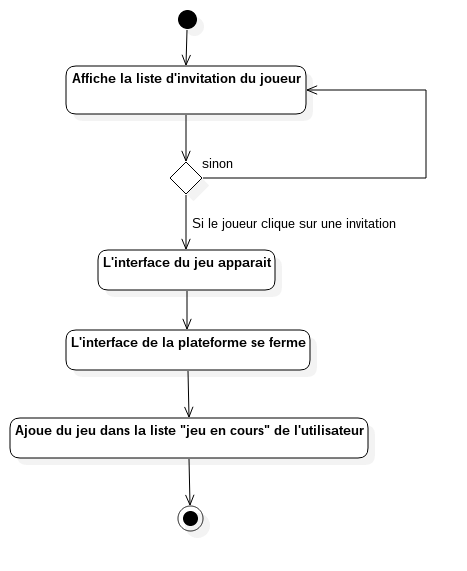 Affiche la liste d'invitation du joueur
sinon
Si le joueur clique sur une invitation
L'interface du jeu apparait
L'interface de la plateforme se ferme
Ajoue du jeu dans la liste "jeu en cours" de l'utilisateur